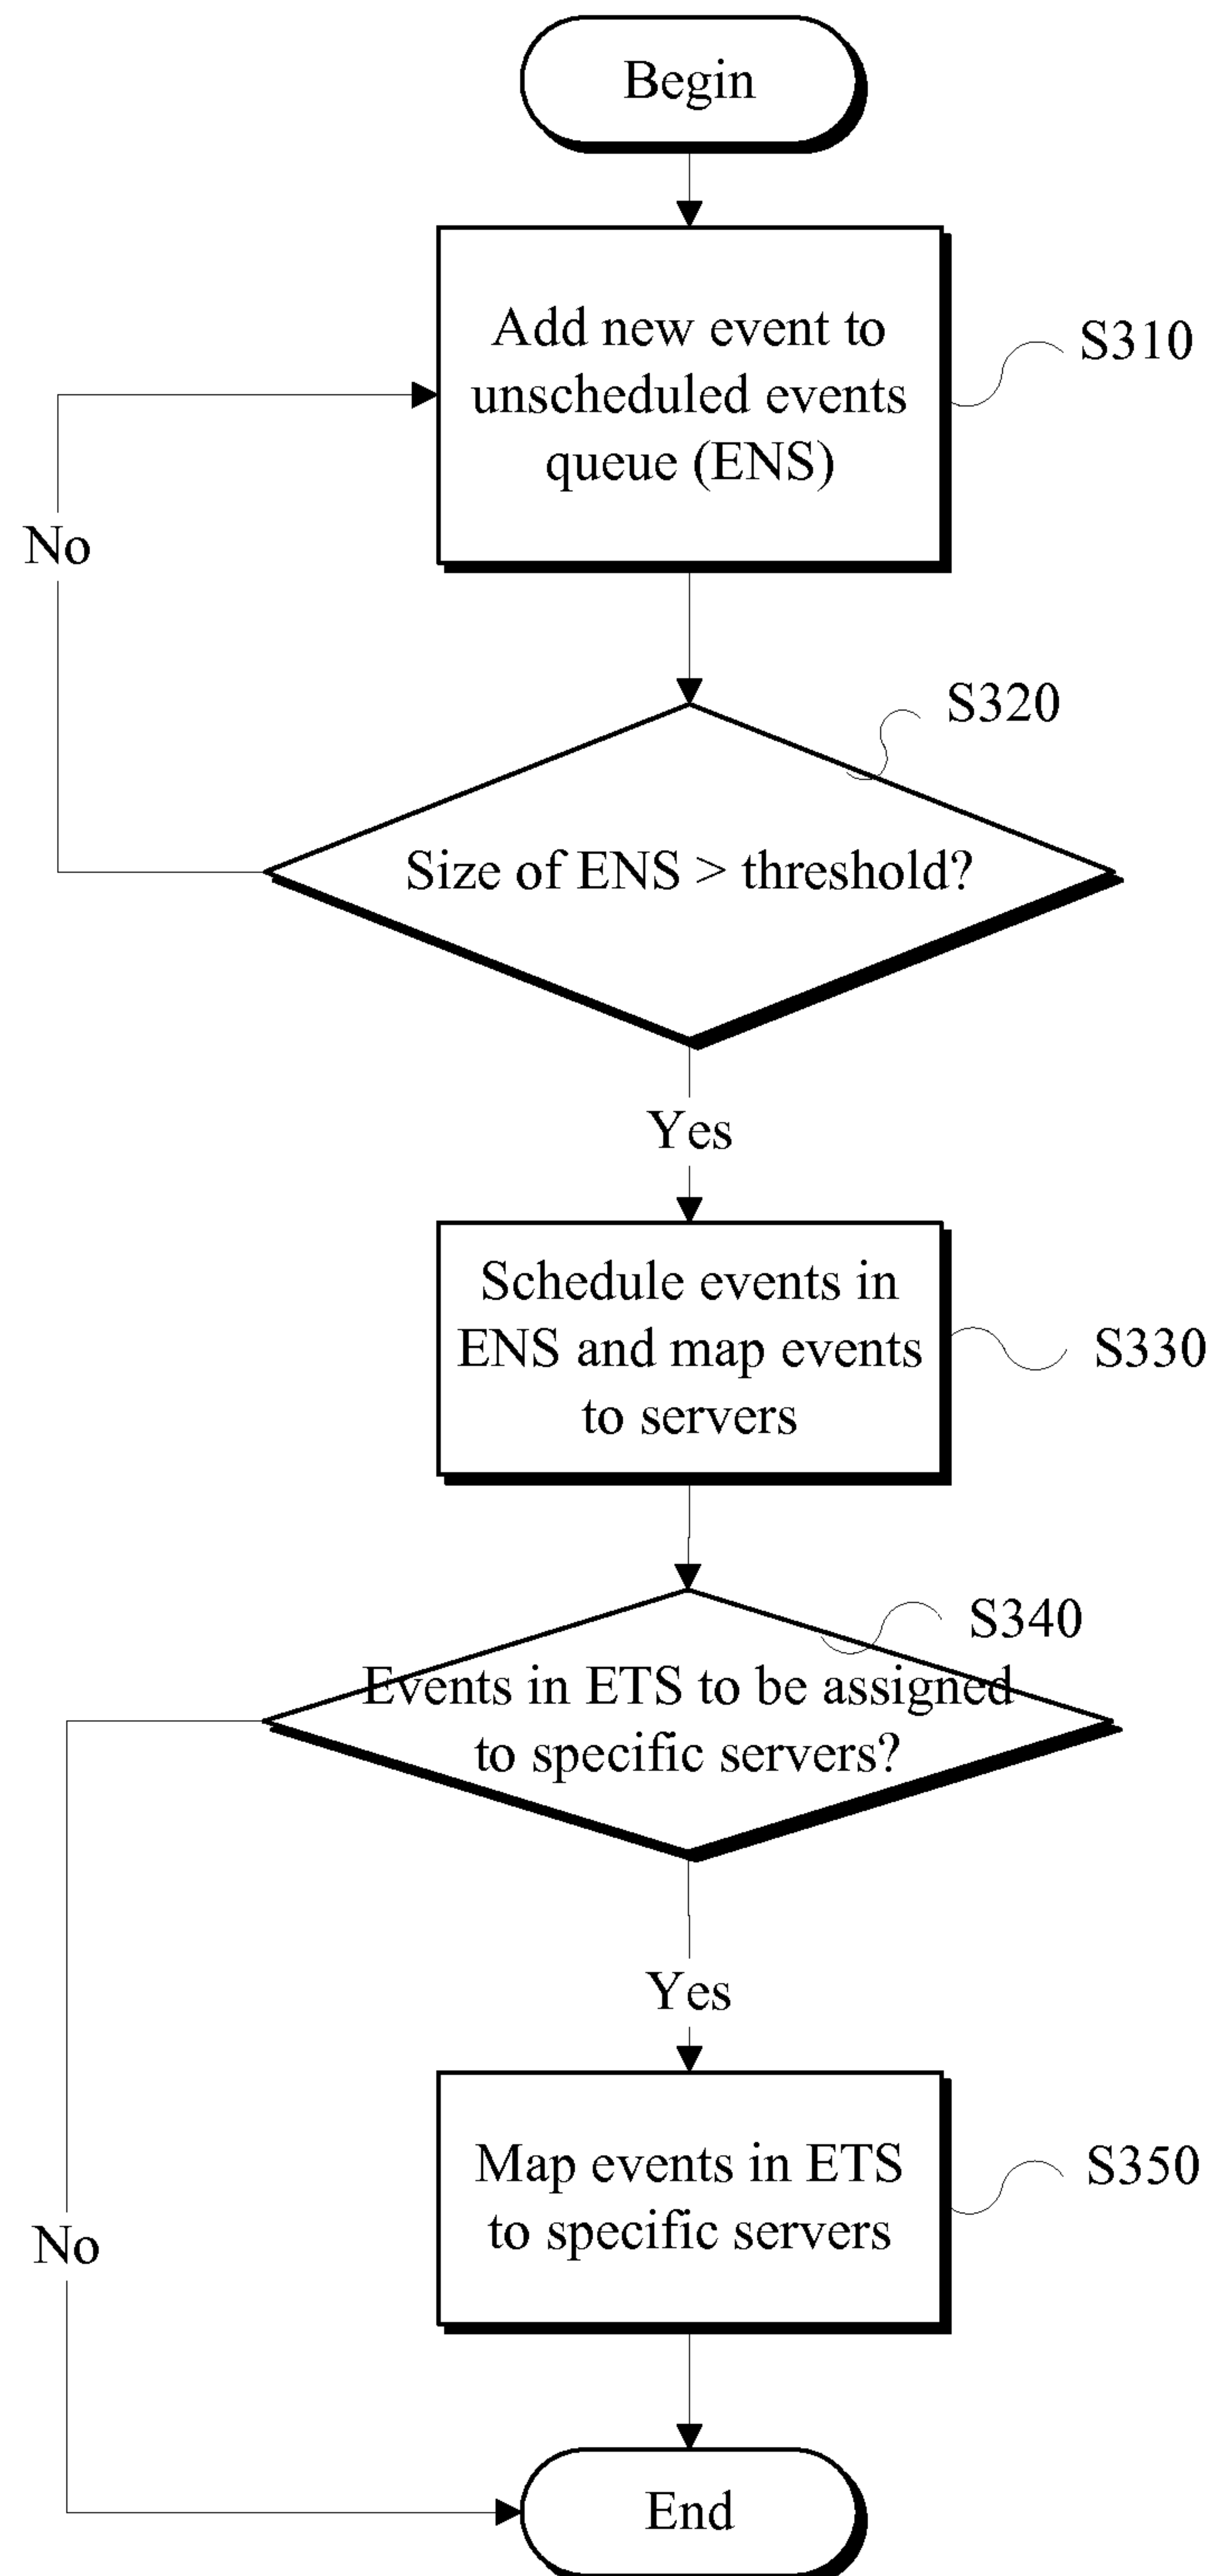 Begin
Add new event to
unscheduled events
queue (ENS)
S310
No
S320
Size of ENS > threshold?
Yes
Schedule events in
ENS and map events
to servers
S330
S340
Events in ETS to be assigned
to specific servers?
Yes
Map events in ETS
to specific servers
S350
No
End